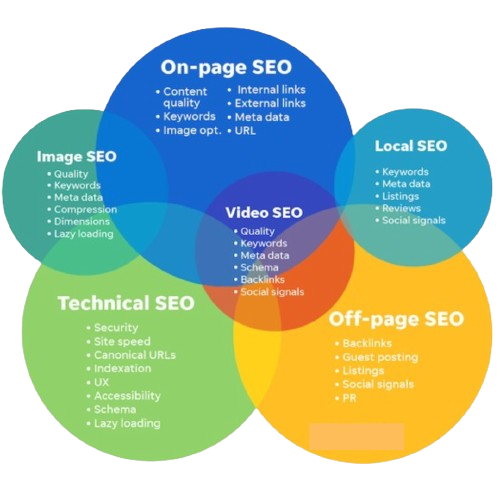 On-page SEO
• Content quality
• Keywords
• Image opt.
• Internal links
• External links
• Meta data
• URL
Image SEO
• Quality
• Keywords
• Meta data
• Compression
• Dimensions
• Lazy loading
Local SEO
• Keywords
• Meta data
• Listings
• Reviews
• Social signals
Video SEO
• Quality
• Keywords
• Meta data
• Schema
• Backlinks
• Social signals
Technical SEO
• Security
• Site speed
• Canonical URLs
• Indexation
• UX
• Accessibility
• Schema
• Lazy loading
Off-page SEO
• Backlinks
• Guest posting
• Listings
• Social signals
• PR